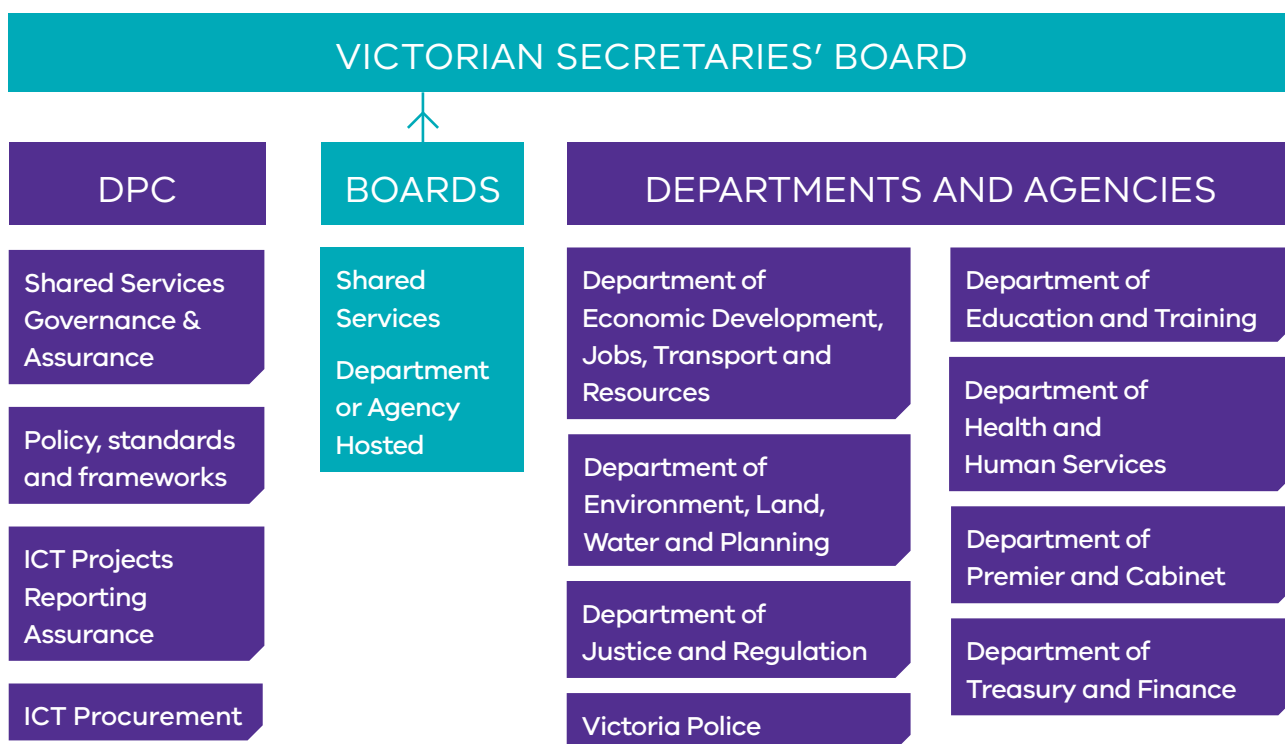 VICTORIAN SECRETARIES’ BOARD
DPC
Shared Services
Governance &
Assurance
Policy, standards
and frameworks
ICT Projects
Reporting
Assurance
ICT Procurement
BOARDS
Shared
Services
Department
or Agency
Hosted
DEPARTMENTS AND AGENCIES
Department of
Economic Development,
Jobs, Transport and
Resources
Department of
Environment, Land,
Water and Planning
Department of
Justice and Regulation
Victoria Police
Department of
Education and Training
Department of
Health and
Human Services
Department of
Premier and Cabinet
Department of
Treasury and Finance